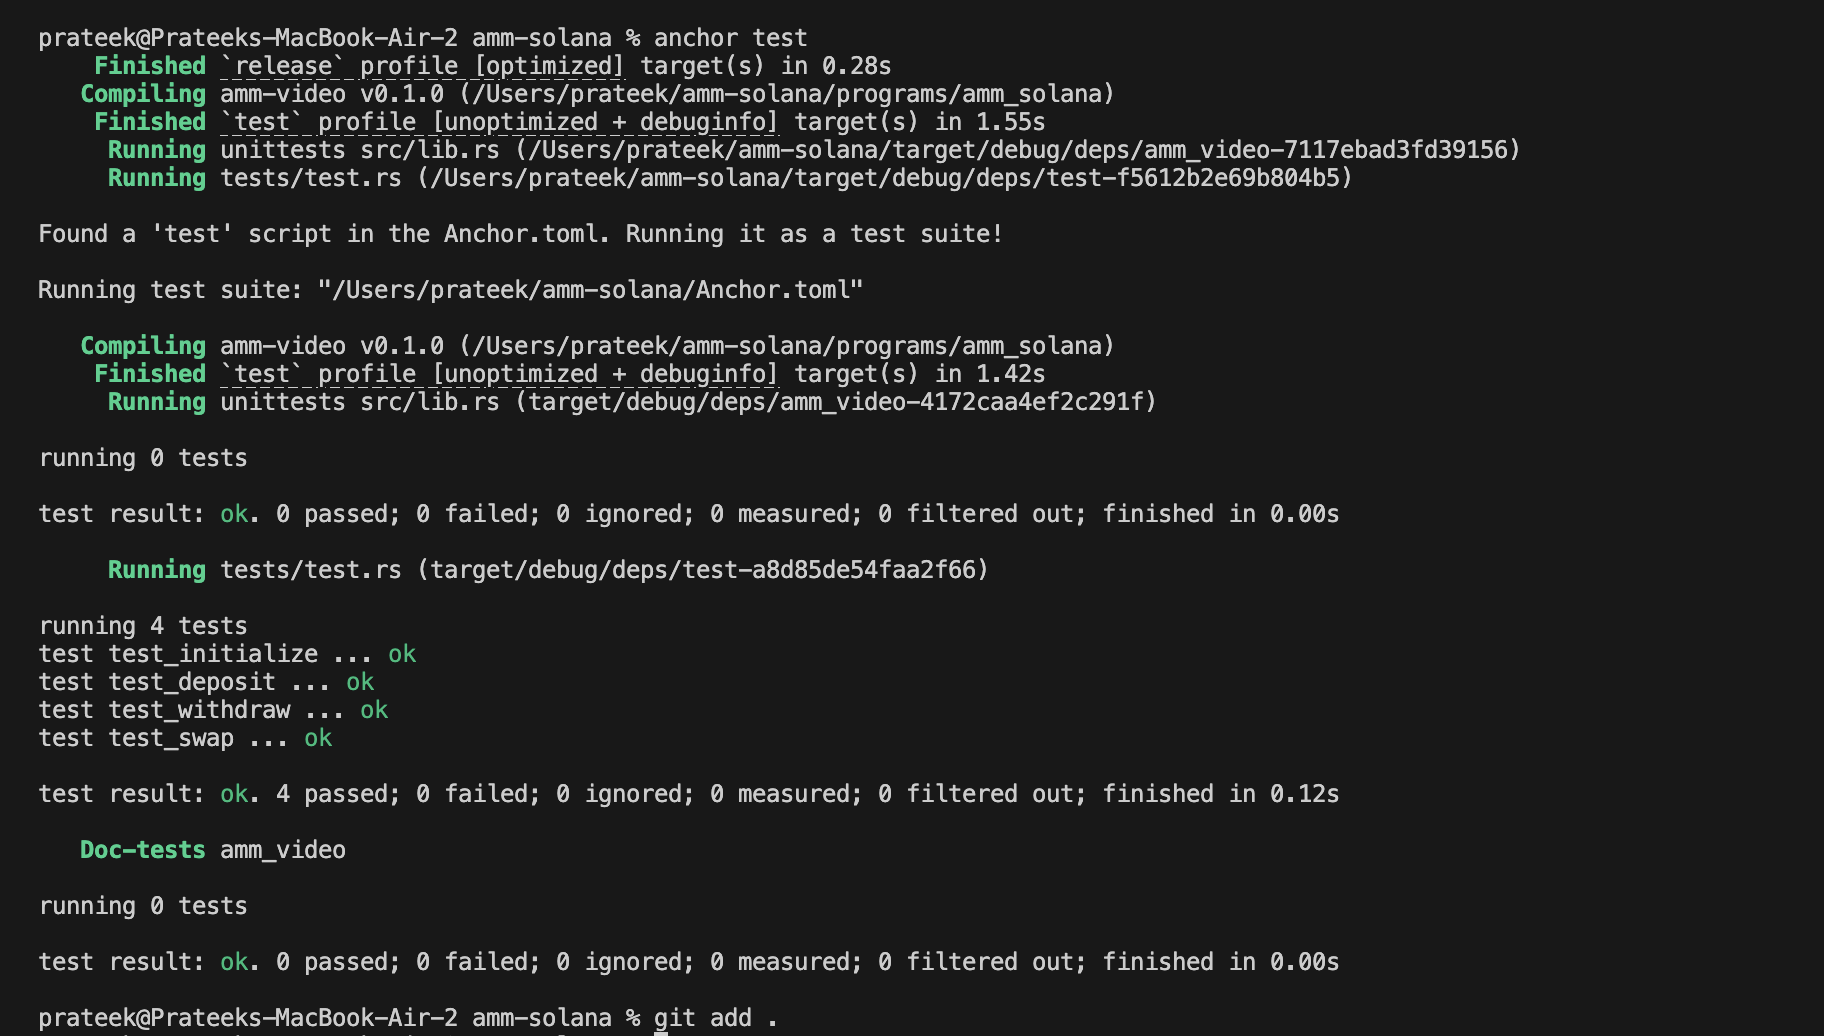 prateek@Prateeks-MacBook-Air-2 amm-solana % anchor test
Finished `release` profile [optimized] target(s) in 0.28s
Compiling amm-video v0.1.0 (/Users/prateek/amm-solana/programs/amm_solana)
Finished `test` profile [unoptimized + debuginfo] target(s) in 1.55s
Running unittests src/lib.rs (/Users/prateek/amm-solana/target/debug/deps/amm_video-7117ebad3fd39156)
Running tests/test.rs (/Users/prateek/amm-solana/target/debug/deps/test-f5612b2e69b804b5)
Found a 'test' script in the Anchor.toml. Running it as a test suite!
Running test suite: "/Users/prateek/amm-solana/Anchor.toml"
Compiling amm-video v0.1.0 (/Users/prateek/amm-solana/programs/amm_solana)
Finished `test` profile [unoptimized + debuginfo] target(s) in 1.42s
Running unittests src/lib.rs (target/debug/deps/amm_video-4172caa4ef2c291f)
running 0 tests
test result: ok. 0 passed; 0 failed; 0 ignored; 0 measured; 0 filtered out; finished in 0.00s
Running tests/test.rs (target/debug/deps/test-a8d85de54faa2f66)
running 4 tests
test test_initialize ... ok
test test_deposit ... ok
test test_withdraw ... ok
test test_swap ... ok
test result: ok. 4 passed; 0 failed; 0 ignored; 0 measured; 0 filtered out; finished in 0.12s
Doc-tests amm_video
running 0 tests
test result: ok. 0 passed; 0 failed; 0 ignored; 0 measured; 0 filtered out; finished in 0.00s
prateek@Prateeks-MacBook-Air-2 amm-solana % git add .